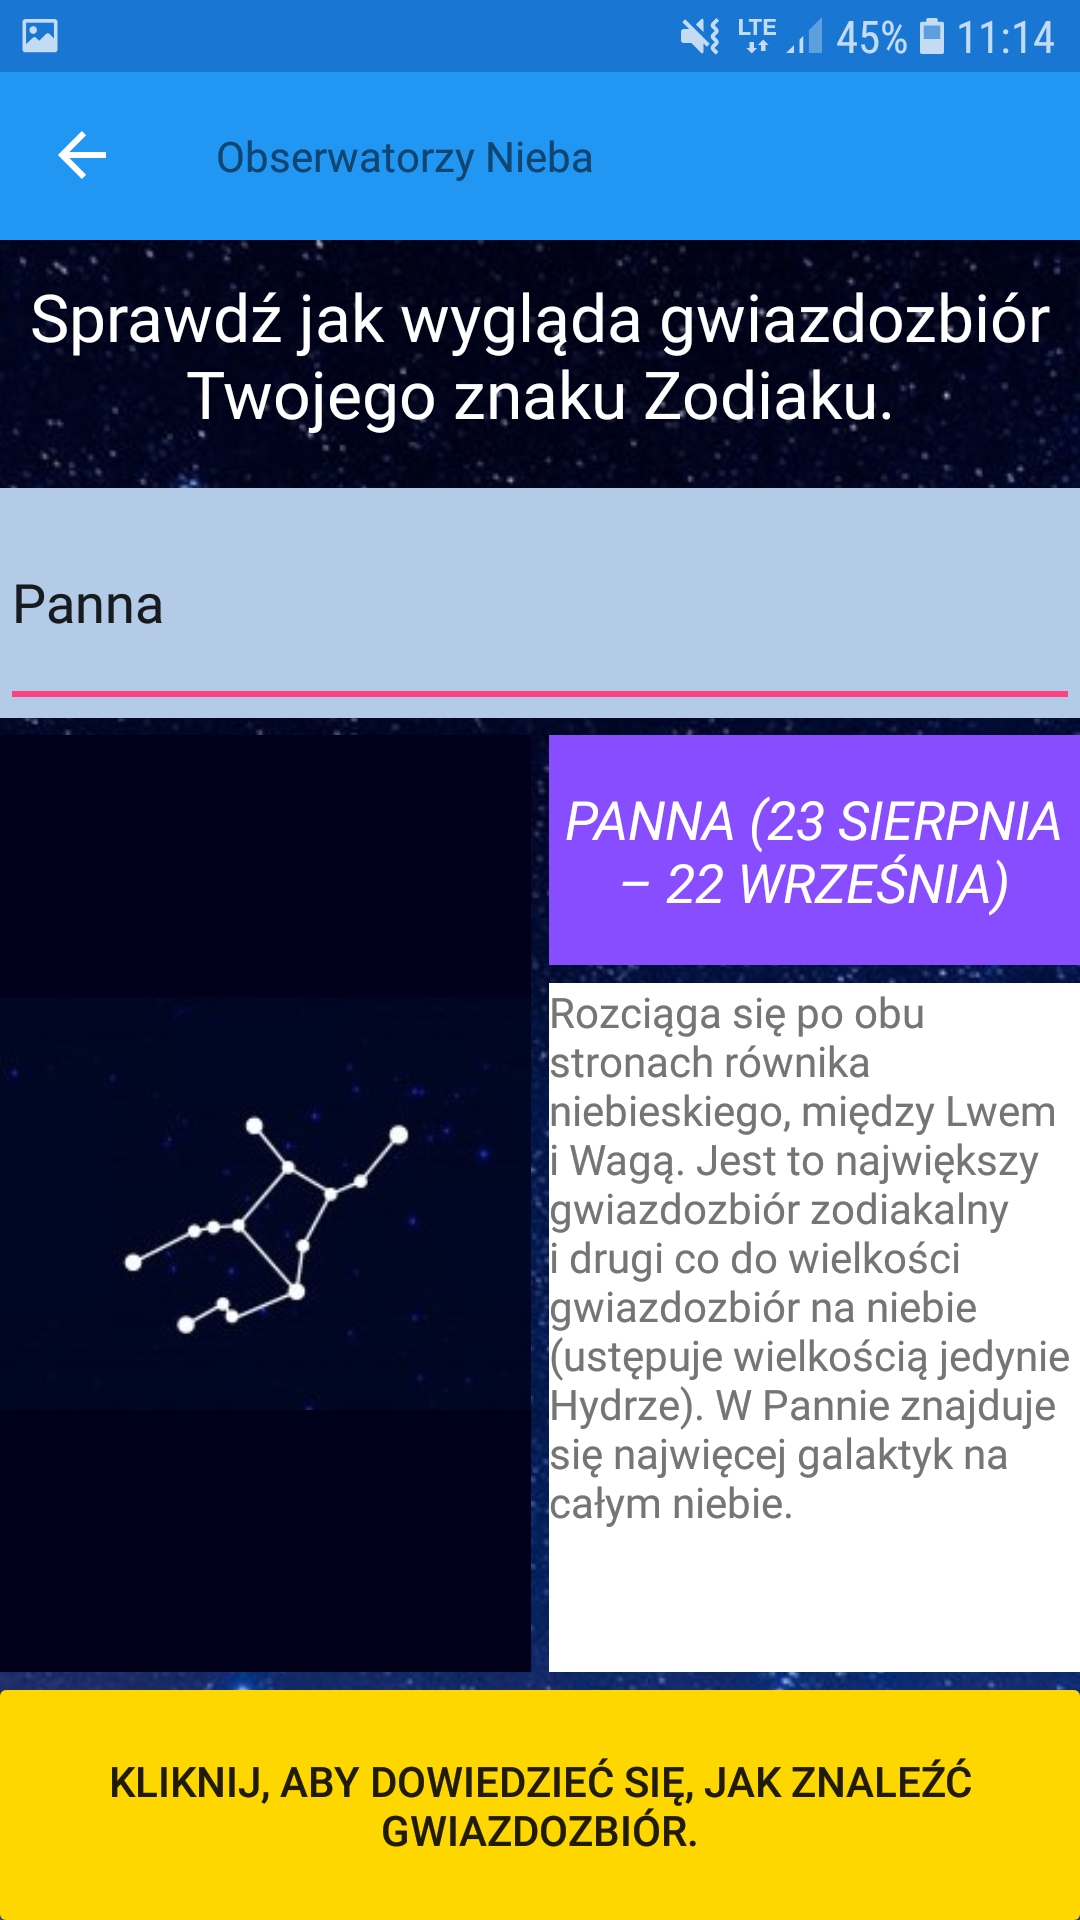 LTE 45% 11:14
Obserwatorzy Nieba
Sprawdź jak wygląda gwiazdozbiór
Twojego znaku Zodiaku.
Panna
PANNA (23 SIERPNIA
– 22 WRZEŚNIA)
Rozciąga się po obu
stronach równika
niebieskiego, między Lwem
i Wagą. Jest to największy
gwiazdozbiór zodiakalny
i drugi co do wielkości
gwiazdozbiór na niebie
(ustępuje wielkością jedynie
Hydrze). W Pannie znajduje
się najwięcej galaktyk na
całym niebie.
KLIKNIJ, ABY DOWIEDZIEĆ SIĘ, JAK ZNALEŹĆ
GWIAZDOZBIÓR.